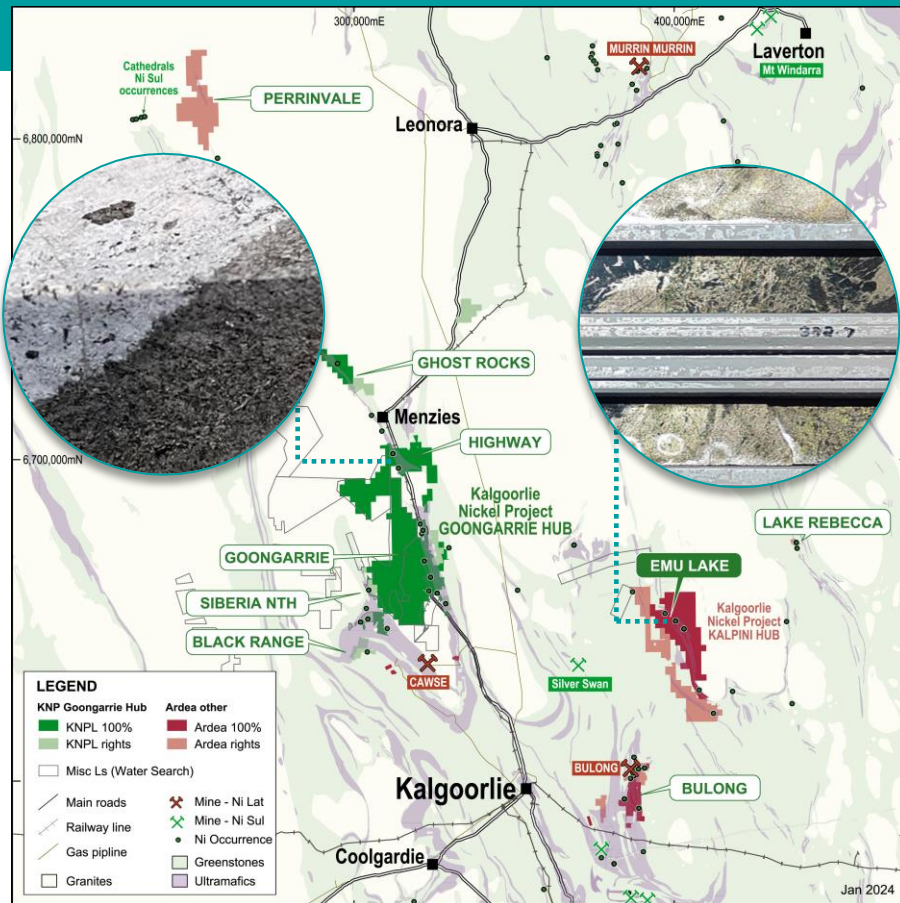 300,000mE
400,000mE
MURRIN MURRIN
Laverton
Mt Windarra
Cathedrals
Ni Sul
occurrences
PERRINVALE
Leonora
6,800,000mN
GHOST ROCKS
Menzies
HIGHWAY
6,700,000mN
Kalgoorlie
Nickel Project
GOONGARRIE HUB
LAKE REBECCA
GOONGARRIE
EMU LAKE
SIBERIA NTH
Kalgoorlie
Nickel Project
KALPINI HUB
BLACK RANGE
CAWSE
Silver Swan
BULONG
BULONG
Kalgoorlie
Coolgardie
LEGEND
KNP Goongarrie Hub
Ardea other
KNPL 100%
Ardea 100%
KNPL rights
Ardea rights
Misc Ls (Water Search)
Main roads
Mine - Ni Lat
Railway line
Mine - Ni Sul
Gas pipline
Ni Occurrence
Greenstones
Granites
Ultramafics
Jan 2024